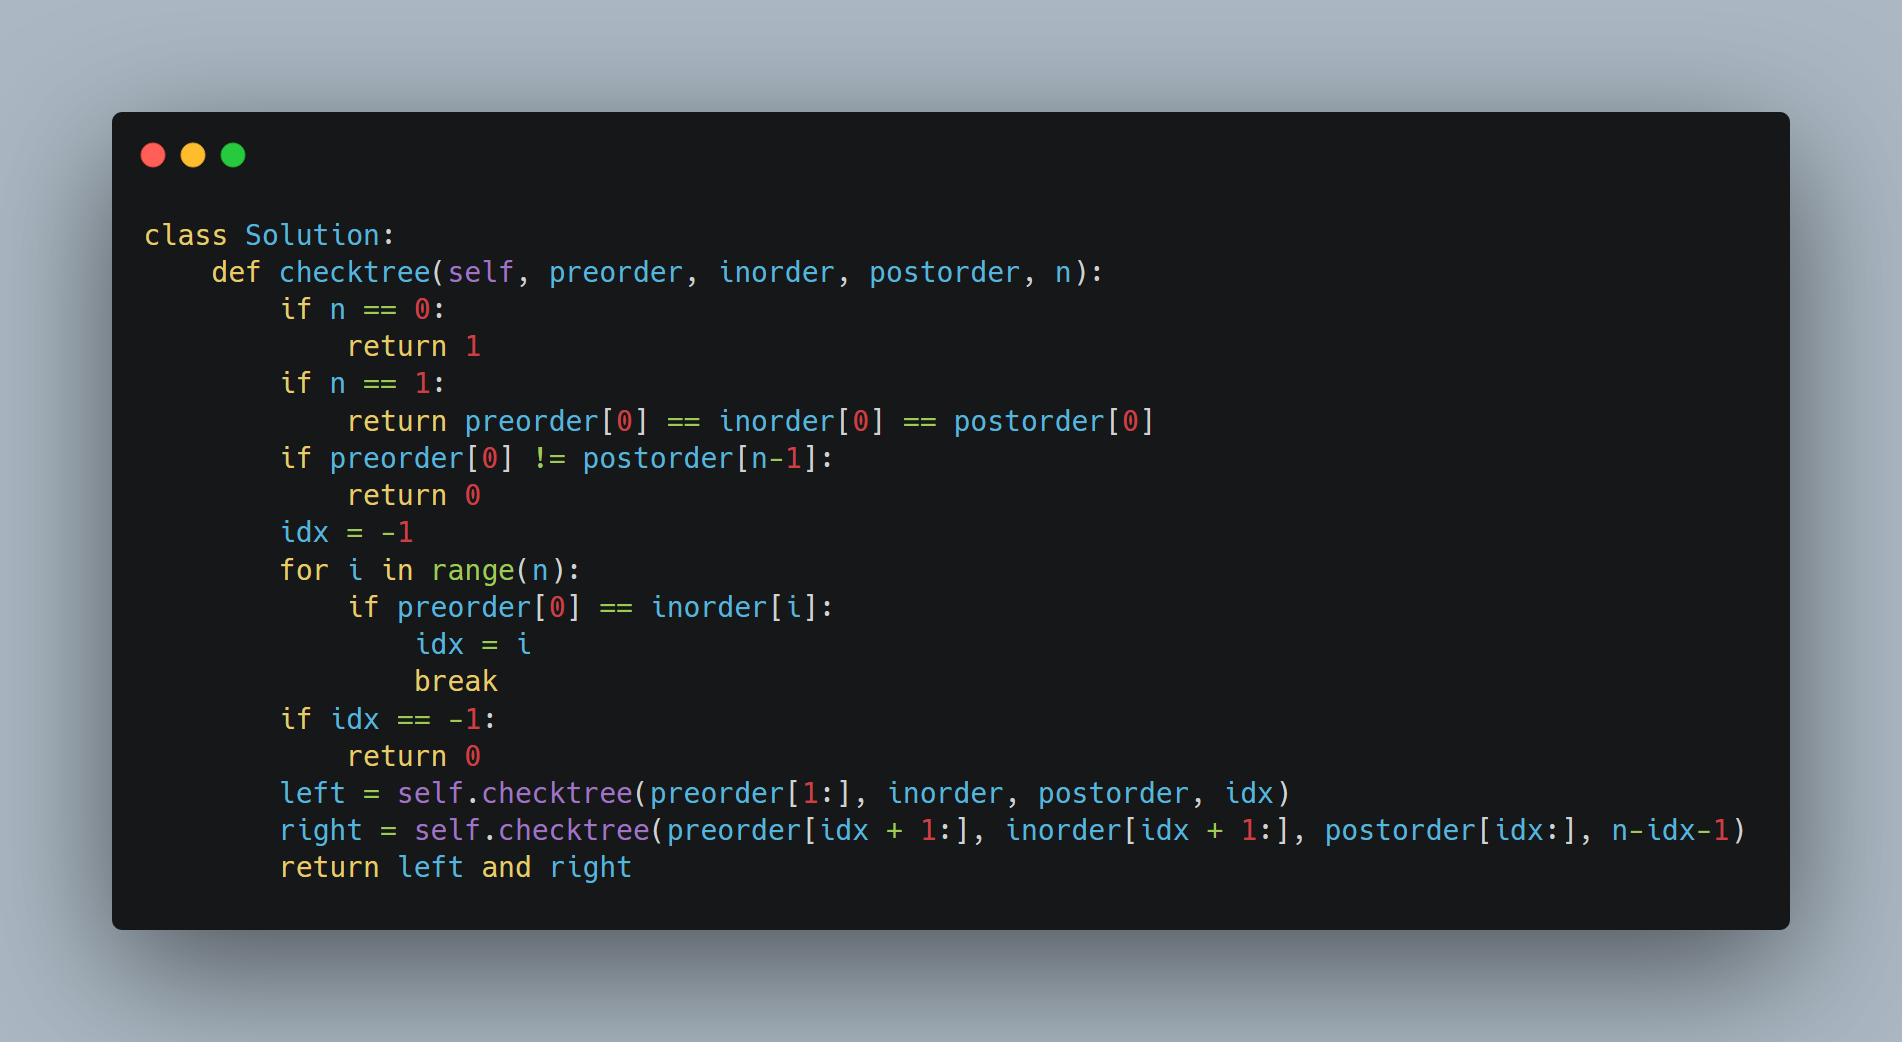 class Solution:
    def checktree(self, preorder, inorder, postorder, n):
        if n == 0:
            return 1
        if n == 1:
            return preorder[0] == inorder[0] == postorder[0]
        if preorder[0] != postorder[n-1]:
            return 0
        idx = -1
        for i in range(n):
            if preorder[0] == inorder[i]:
                idx = i
                break
        if idx == -1:
            return 0
        left = self.checktree(preorder[1:], inorder, postorder, idx)
        right = self.checktree(preorder[idx + 1:], inorder[idx + 1:], postorder[idx:], n-idx-1)
        return left and right